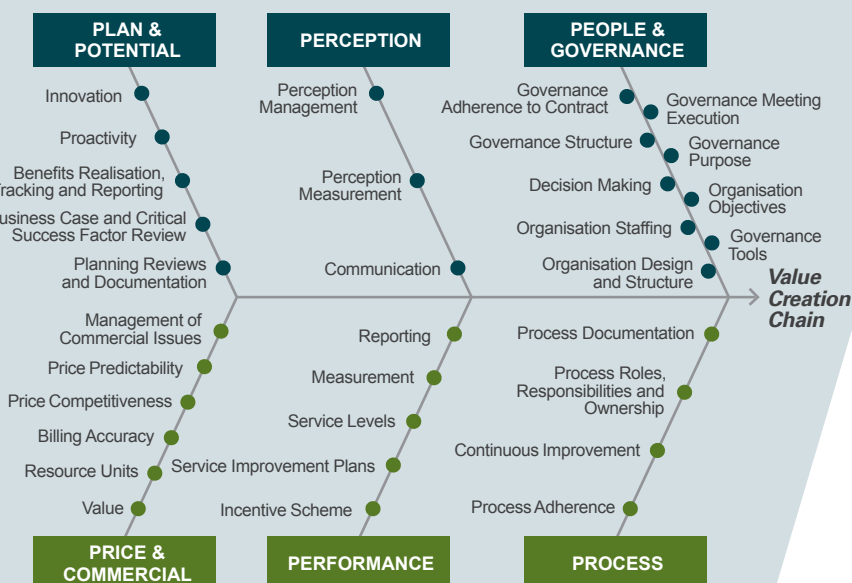 PLAN &
POTENTIAL
PERCEPTION
PEOPLE &
GOVERNANCE
Innovation
Proactivity
Benefits Realisation,
Tracking and Reporting
Business Case and Critical
Success Factor Review
Planning Reviews
and Documentation
Perception
Management
Perception
Measurement
Communication
Governance
Adherence to Contract
Governance Meeting
Execution
Governance Structure
Governance
Purpose
Decision Making
Organisation
Objectives
Organisation Staffing
Governance
Tools
Organisation Design
and Structure
Value
Creation
Chain
Management of
Commercial Issues
Price Predictability
Price Competitiveness
Billing Accuracy
Resource Units
Value
Reporting
Measurement
Service Levels
Service Improvement Plans
Incentive Scheme
Process Documentation
Process Roles,
Responsibilities and
Ownership
Continuous Improvement
Process Adherence
PRICE &
COMMERCIAL
PERFORMANCE
PROCESS